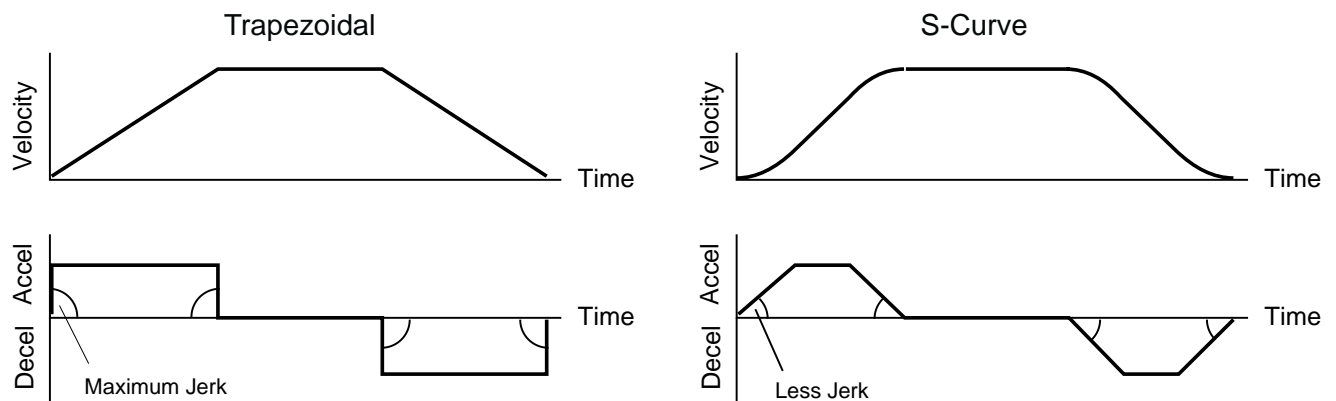 Trapezoidal
Velocity
Time
Accel
Decel
Time
Maximum Jerk
S-Curve
Velocity
Time
Accel
Decel
Time
Less Jerk